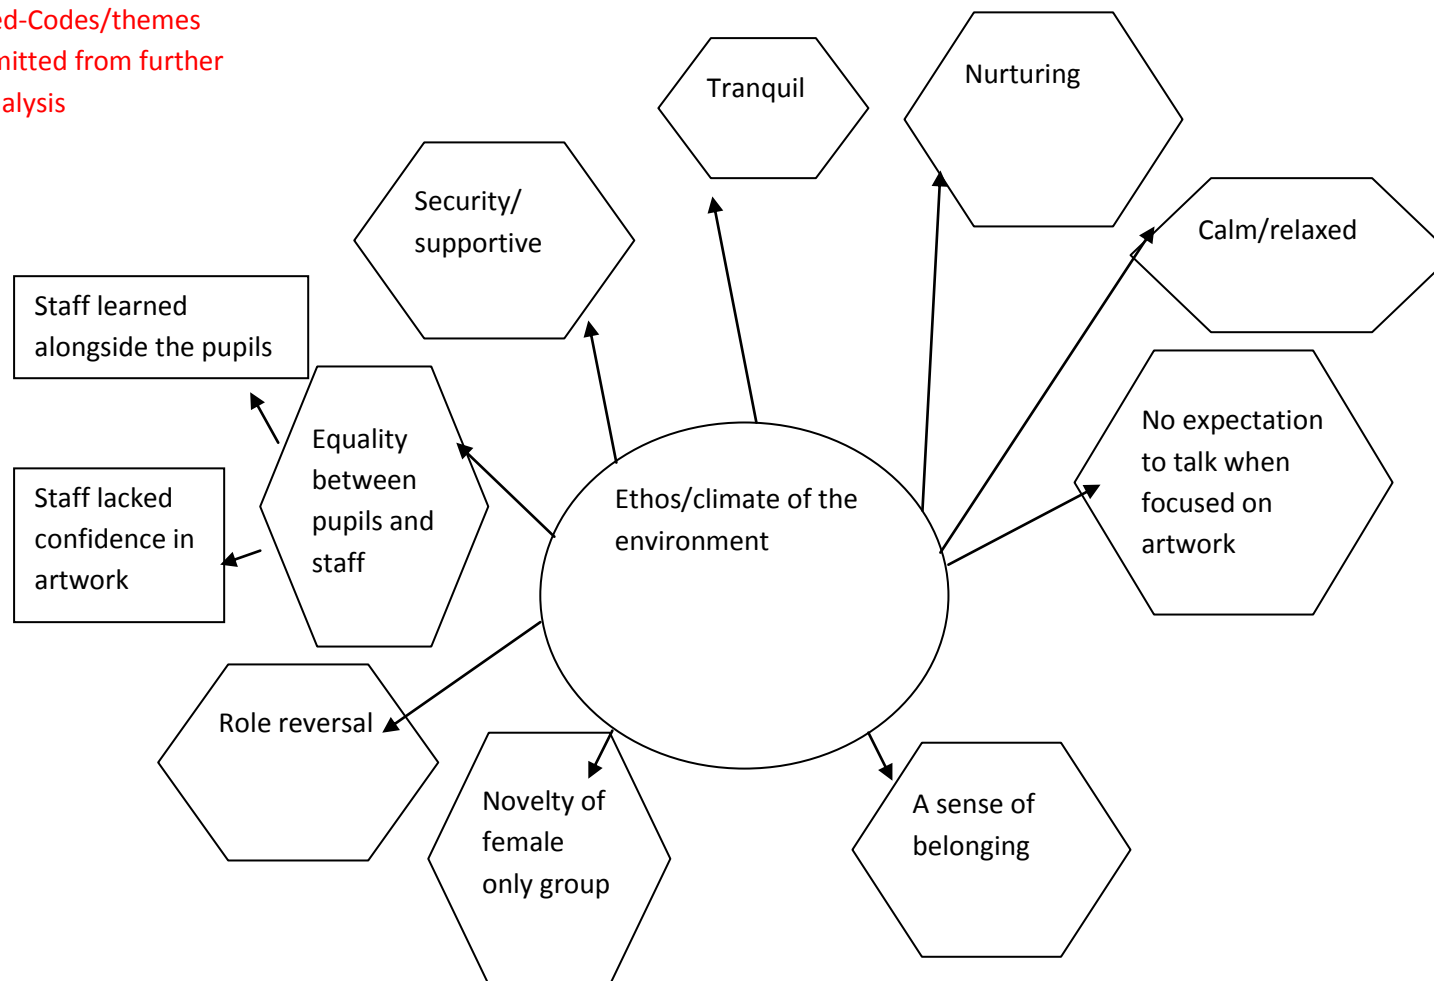 ed-Codes/themes
mitted from further
alysis
Tranquil
Nurturing
Security/
supportive
Calm/relaxed
Staff learned
alongside the pupils
Equality
between
pupils and
staff
No expectation
to talk when
focused on
artwork
Staff lacked
confidence in
artwork
Ethos/climate of the
environment
Role reversal
Novelty of
female
only group
A sense of
belonging